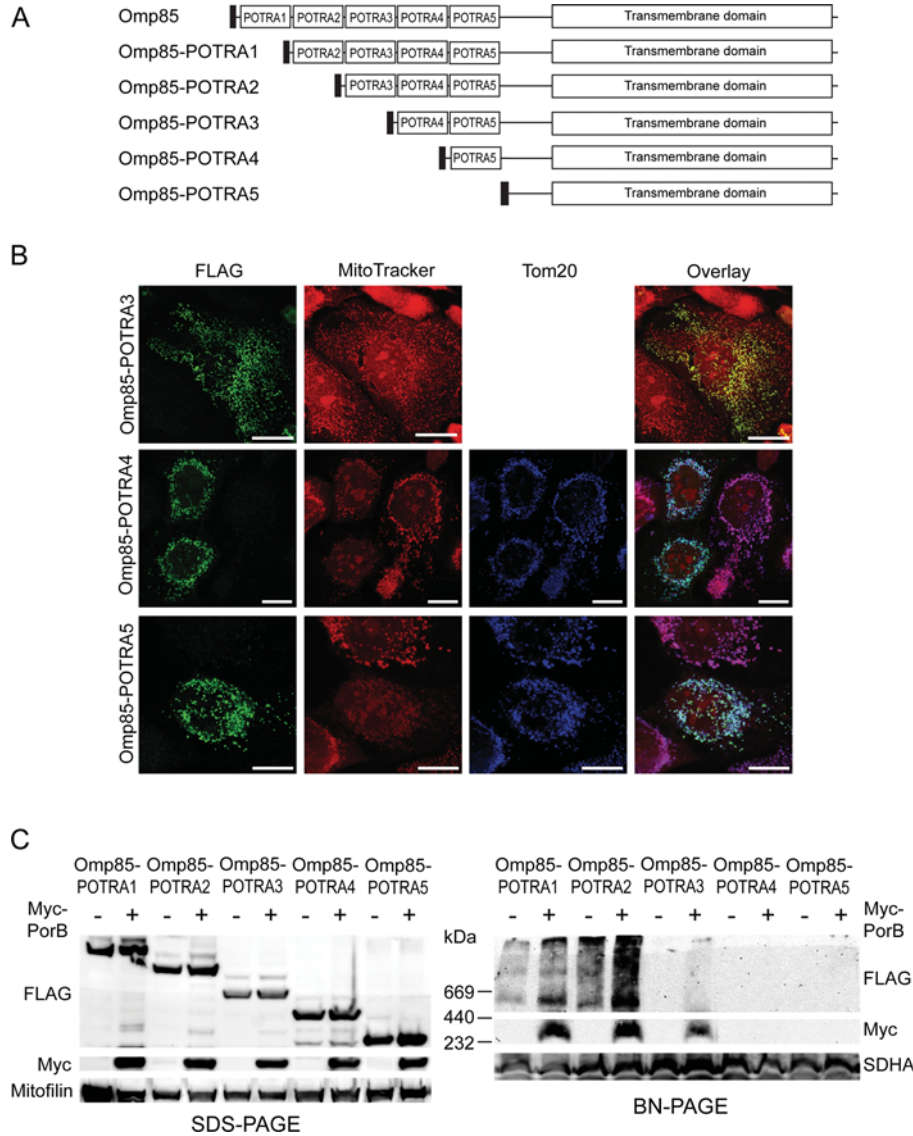 A
Omp85 POTRA1 POTRA2 POTRA3 POTRA4 POTRA5 Transmembrane domain
Omp85-POTRA1 POTRA2 POTRA3 POTRA4 POTRA5 Transmembrane domain
Omp85-POTRA2 POTRA3 POTRA4 POTRA5 Transmembrane domain
Omp85-POTRA3 POTRA4 POTRA5 Transmembrane domain
Omp85-POTRA4 POTRA5 Transmembrane domain
Omp85-POTRA5 Transmembrane domain
B
FLAG MitoTracker Tom20 Overlay
Omp85-POTRA3
Omp85-POTRA4
Omp85-POTRA5
C
Omp85-POTRA1 Omp85-POTRA2 Omp85-POTRA3 Omp85-POTRA4 Omp85-POTRA5
Myc-PorB - + - + - + - + - +
FLAG
Myc
Mitofilin
SDS-PAGE
Omp85-POTRA1 Omp85-POTRA2 Omp85-POTRA3 Omp85-POTRA4 Omp85-POTRA5
- + - + - + - + - + Myc-PorB
kDa
FLAG
669
440
Myc
232
SDHA
BN-PAGE